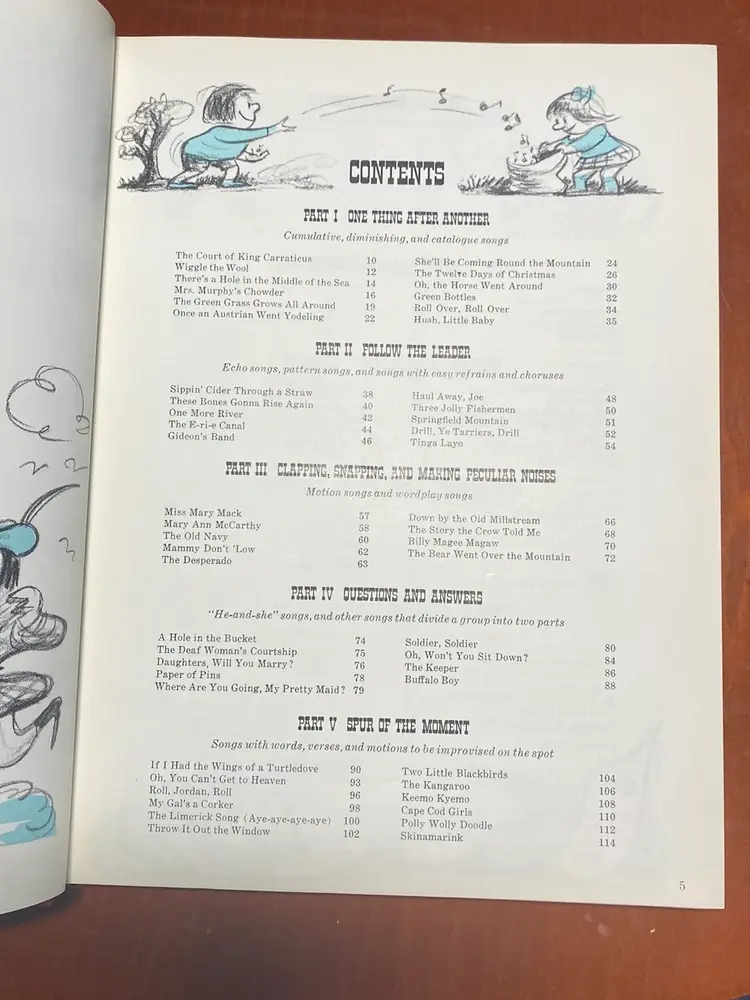 CONTENTS
PART I ONE THING AFTER ANOTHER
Cumulative, diminishing, and catalogue songs
The Court of King Carraticus 10
Wiggle the Wool 12
There's a Hole in the Middle of the Sea 14
Mrs. Murphy's Chowder 16
The Green Grass Grows All Around 19
Once an Austrian Went Yodeling 22
She'll Be Coming Round the Mountain 24
The Twelve Days of Christmas 26
Oh, the Horse Went Around 30
Green Bottles 32
Roll Over, Roll Over 34
Hush, Little Baby 35
PART II FOLLOW THE LEADER
Echo songs, pattern songs, and songs with easy refrains and choruses
Sippin' Cider Through a Straw 38
These Bones Gonna Rise Again 40
One More River 42
The E-ri-e Canal 44
Gideon's Band 46
Haul Away, Joe 48
Three Jolly Fishermen 50
Springfield Mountain 51
Drill, Ye Tarriers, Drill 52
Tinga Layo 54
PART III CLAPPING, SNAPPING, AND MAKING PECULIAR NOISES
Motion songs and wordplay songs
Miss Mary Mack 57
Mary Ann McCarthy 58
The Old Navy 60
Mammy Don't 'Low 62
The Desperado 63
Down by the Old Millstream 66
The Story the Crow Told Me 68
Billy Magee Magaw 70
The Bear Went Over the Mountain 72
PART IV QUESTIONS AND ANSWERS
"He-and-she" songs, and other songs that divide a group into two parts
A Hole in the Bucket 74
The Deaf Woman's Courtship 75
Daughters, Will You Marry? 76
Paper of Pins 78
Where Are You Going, My Pretty Maid? 79
Soldier, Soldier 80
Oh, Won't You Sit Down? 84
The Keeper 86
Buffalo Boy 88
PART V SPUR OF THE MOMENT
Songs with words, verses, and motions to be improvised on the spot
If I Had the Wings of a Turtledove 90
Oh, You Can't Get to Heaven 93
Roll, Jordan, Roll 96
My Gal's a Corker 98
The Limerick Song (Aye-aye-aye-aye) 100
Throw It Out the Window 102
Two Little Blackbirds 104
The Kangaroo 106
Keemo Kyemo 108
Cape Cod Girls 110
Polly Wolly Doodle 112
Skinamarink 114
5